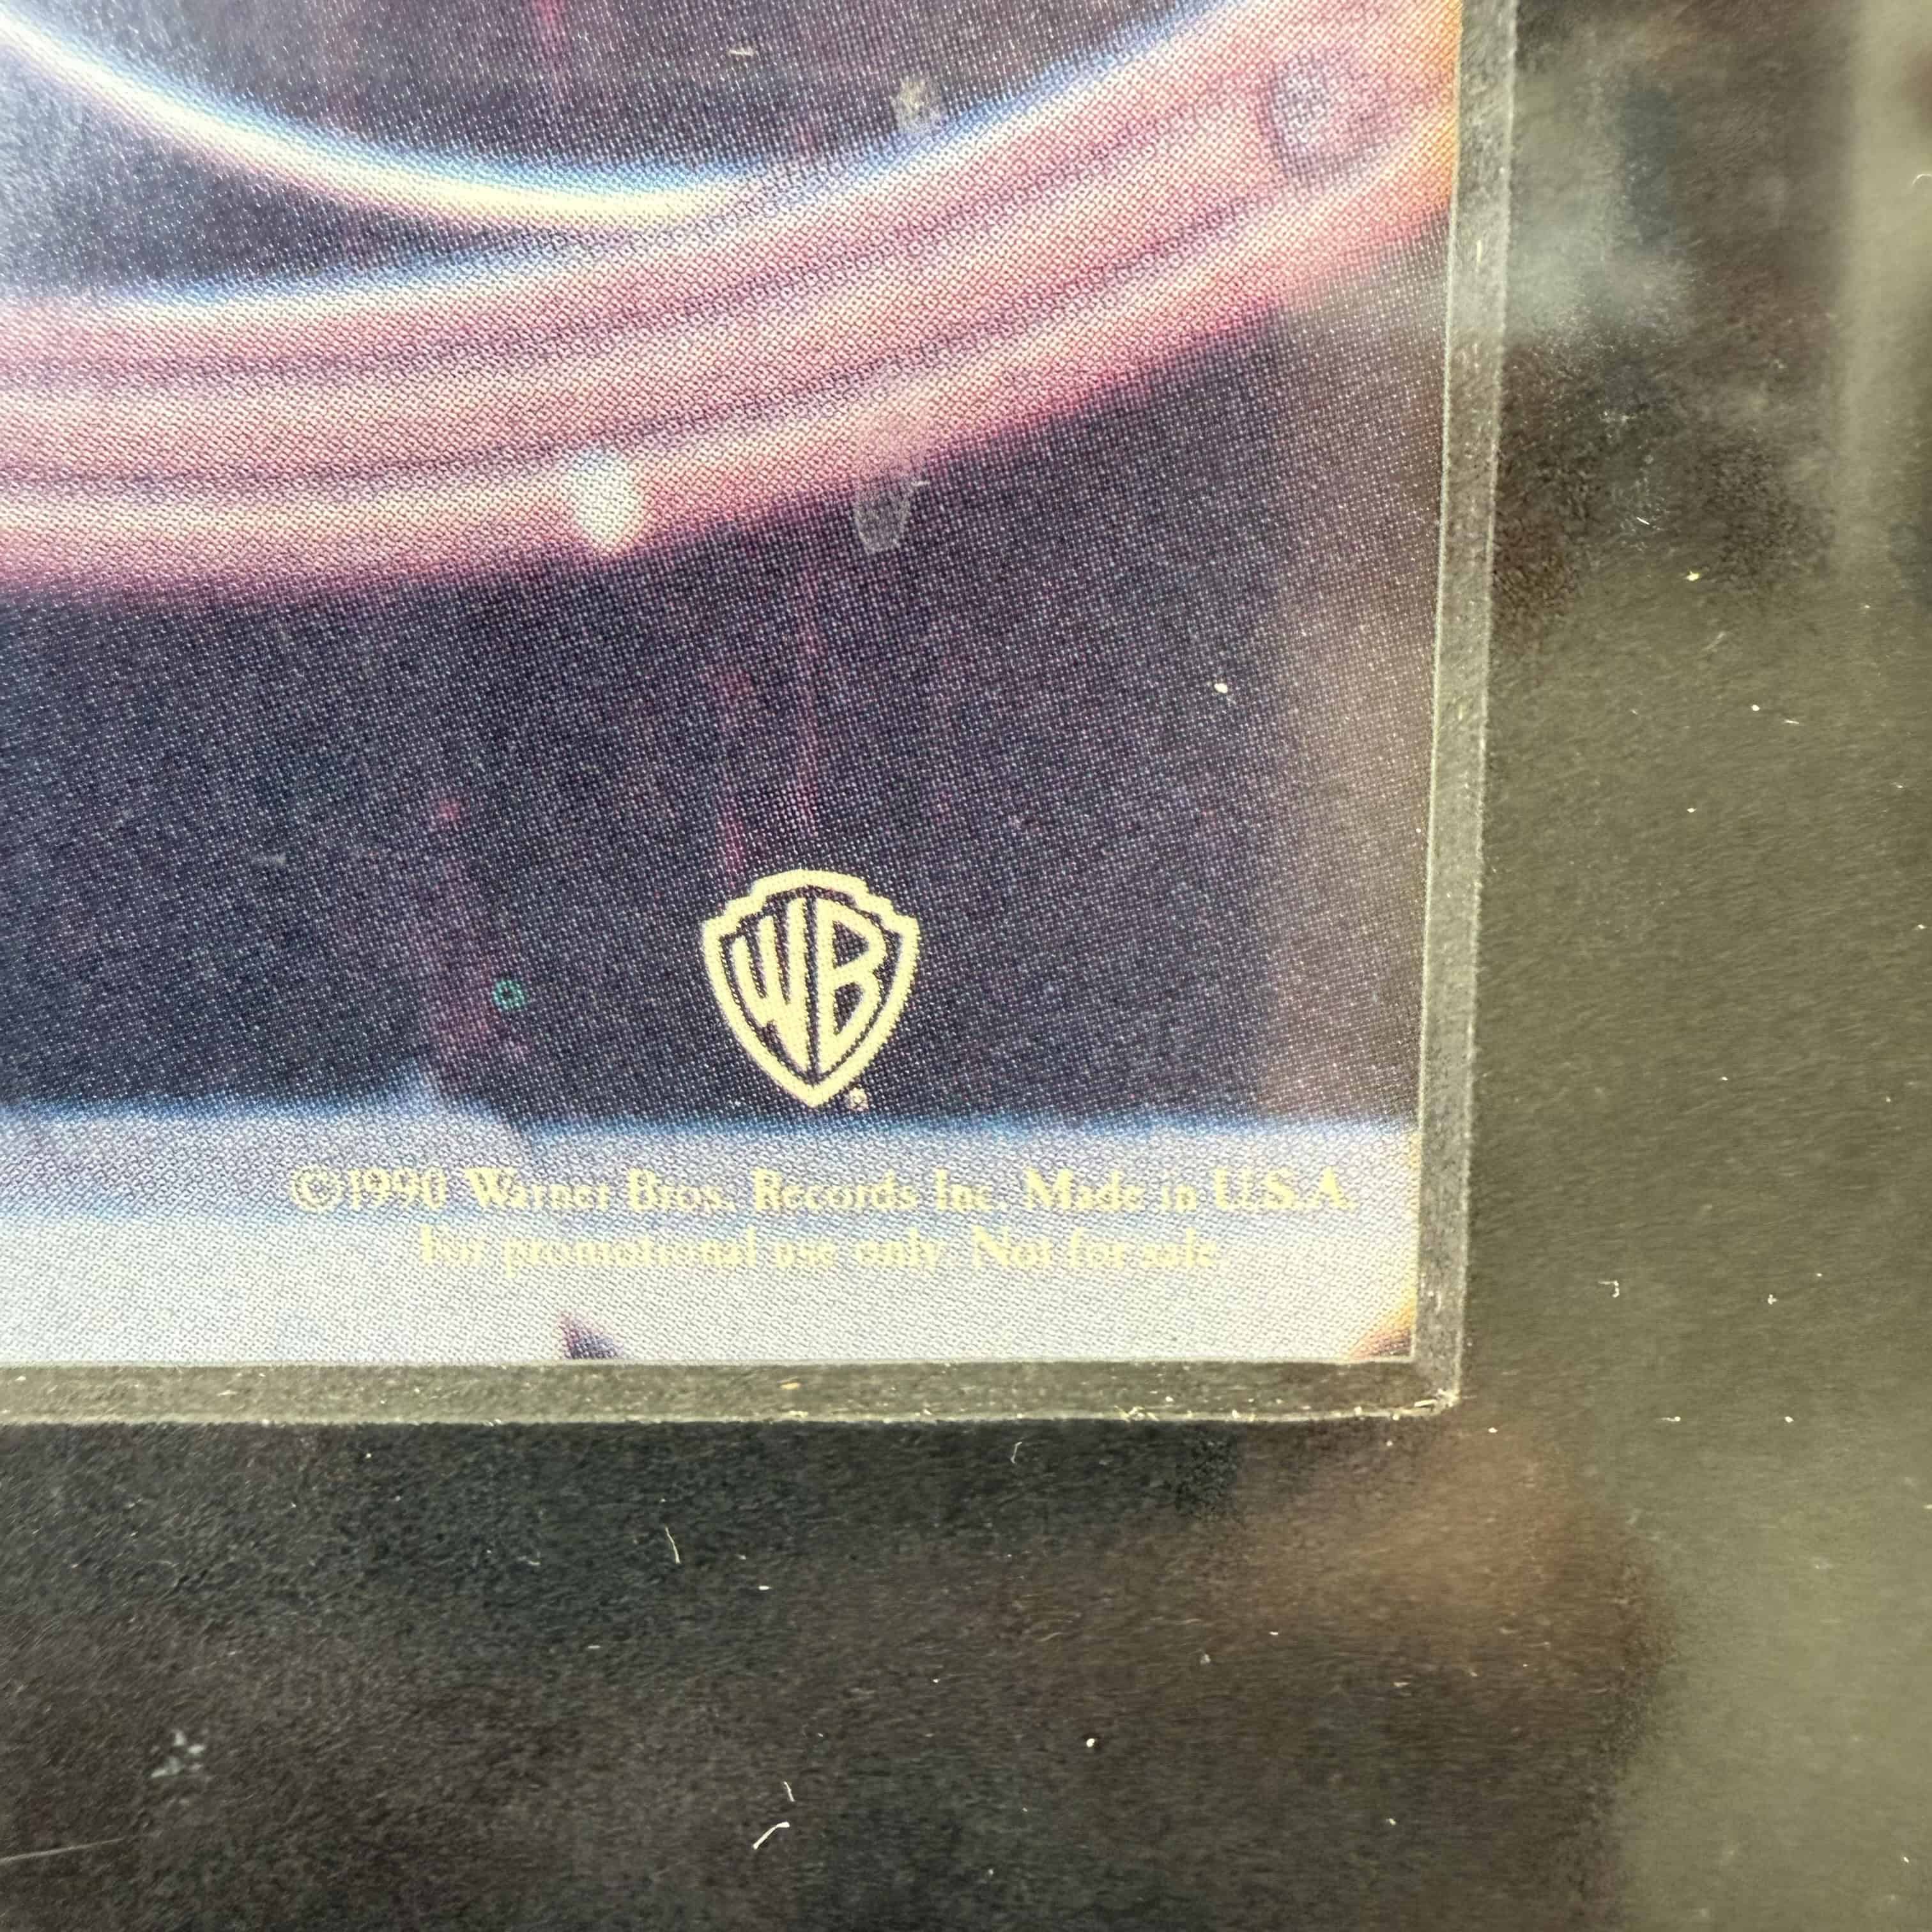 WB
®
©1990 Warner Bros. Records Inc. Made in U.S.A.
For promotional use only. Not for sale